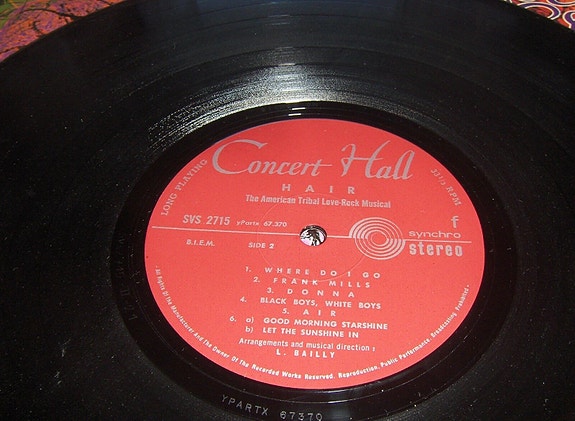 Concert Hall
LONG PLAYING
33 1/3 RPM
HAIR
The American Tribal Love-Rock Musical
SVS 2715 yParta 67.370
f
synchro
stereo
B.I.E.M. SIDE 2
1. WHERE DO I GO
2. FRANK MILLS
3. DONNA
4. BLACK BOYS, WHITE BOYS
5. AIR
6. a) GOOD MORNING STARSHINE
b) LET THE SUNSHINE IN
Arrangements and musical direction :
L. BAILLY
All Rights Of The Manufacturer And The Owner Of The Recorded Works Reserved. Reproduction, Public Performance, Broadcasting Prohibited
YPARTX 67370